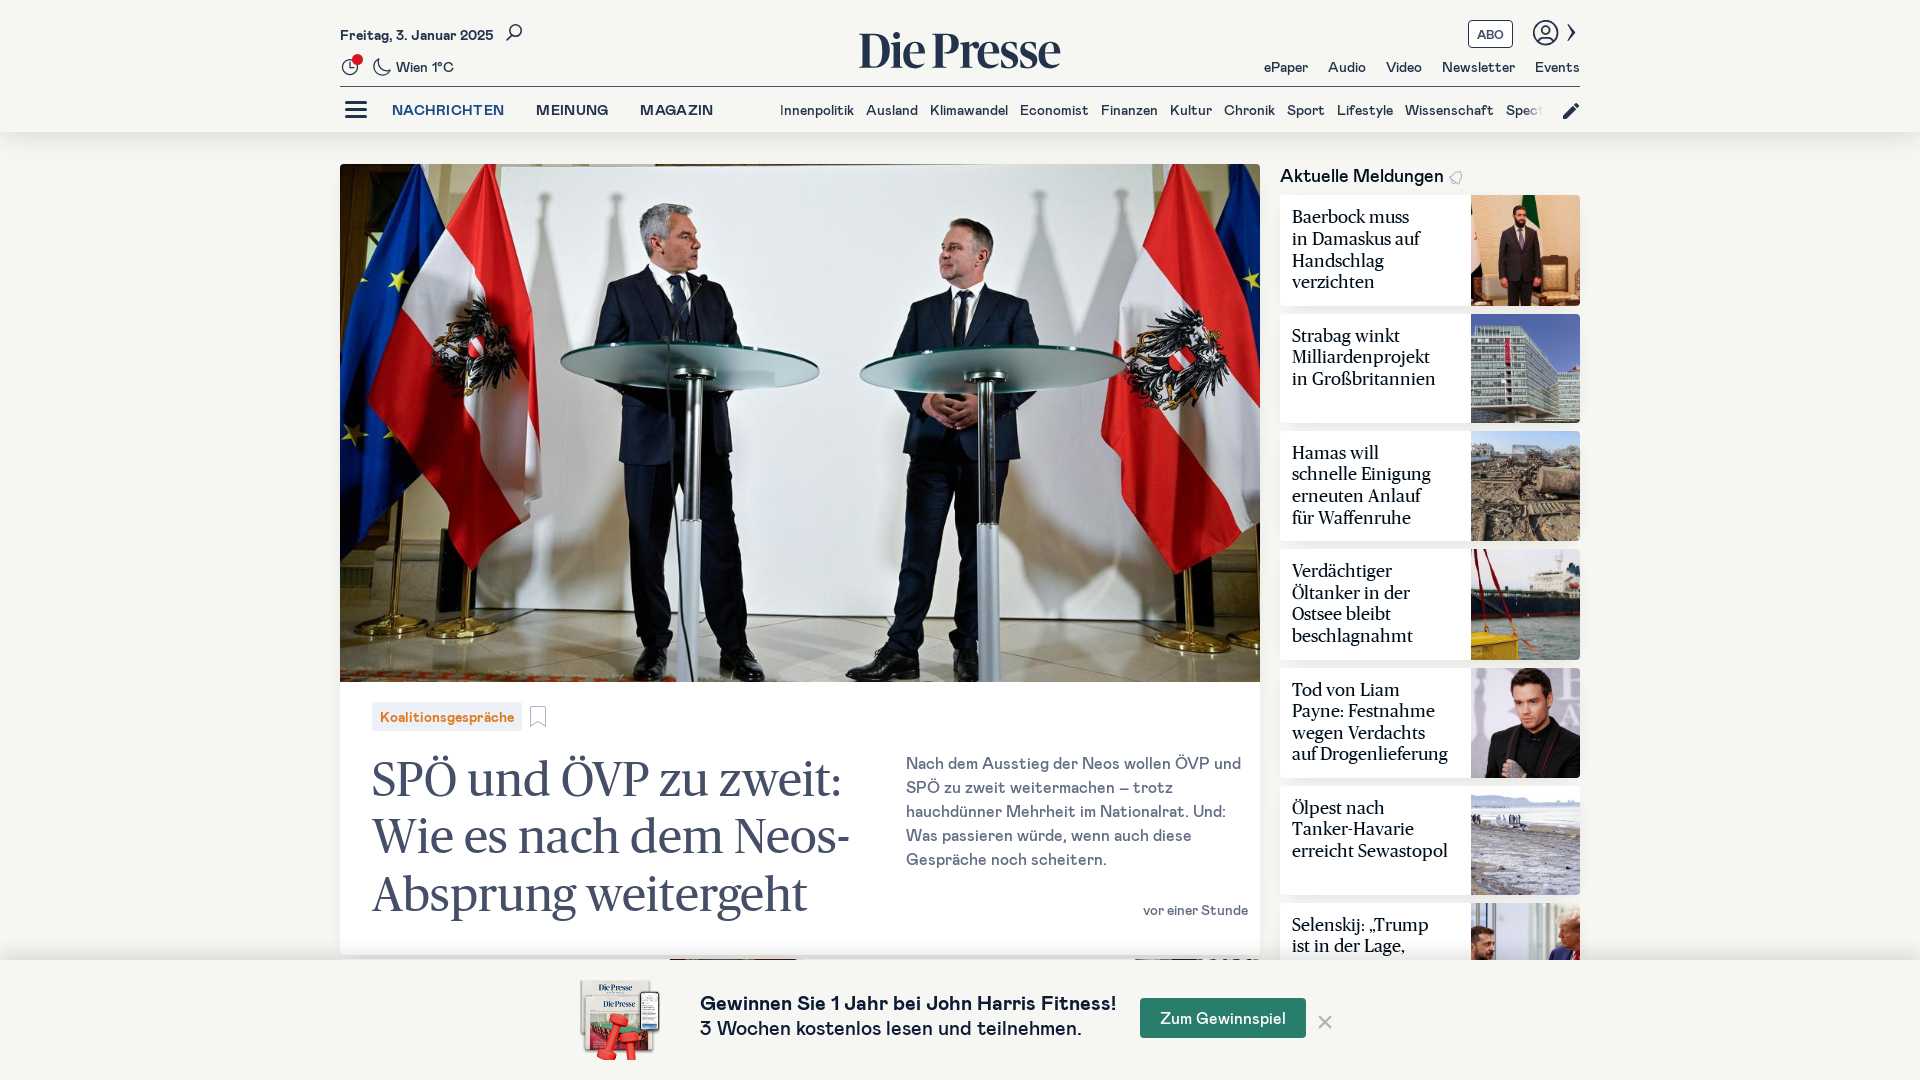 Freitag, 3. Januar 2025
Wien 1°C
Die Presse
ABO
ePaper Audio Video Newsletter Events
NACHRICHTEN MEINUNG MAGAZIN
Innenpolitik Ausland Klimawandel Economist Finanzen Kultur Chronik Sport Lifestyle Wissenschaft Spect
Koalitionsgespräche
SPÖ und ÖVP zu zweit:
Wie es nach dem Neos-
Absprung weitergeht
Nach dem Ausstieg der Neos wollen ÖVP und
SPÖ zu zweit weitermachen – trotz
hauchdünner Mehrheit im Nationalrat. Und:
Was passieren würde, wenn auch diese
Gespräche noch scheitern.
vor einer Stunde
Aktuelle Meldungen
Baerbock muss
in Damaskus auf
Handschlag
verzichten
Strabag winkt
Milliardenprojekt
in Großbritannien
Hamas will
schnelle Einigung
erneuten Anlauf
für Waffenruhe
Verdächtiger
Öltanker in der
Ostsee bleibt
beschlagnahmt
Tod von Liam
Payne: Festnahme
wegen Verdachts
auf Drogenlieferung
Ölpest nach
Tanker-Havarie
erreicht Sewastopol
Selenskij: „Trump
ist in der Lage,
Die Presse
Die Presse
Gewinnen Sie 1 Jahr bei John Harris Fitness!
3 Wochen kostenlos lesen und teilnehmen.
Zum Gewinnspiel